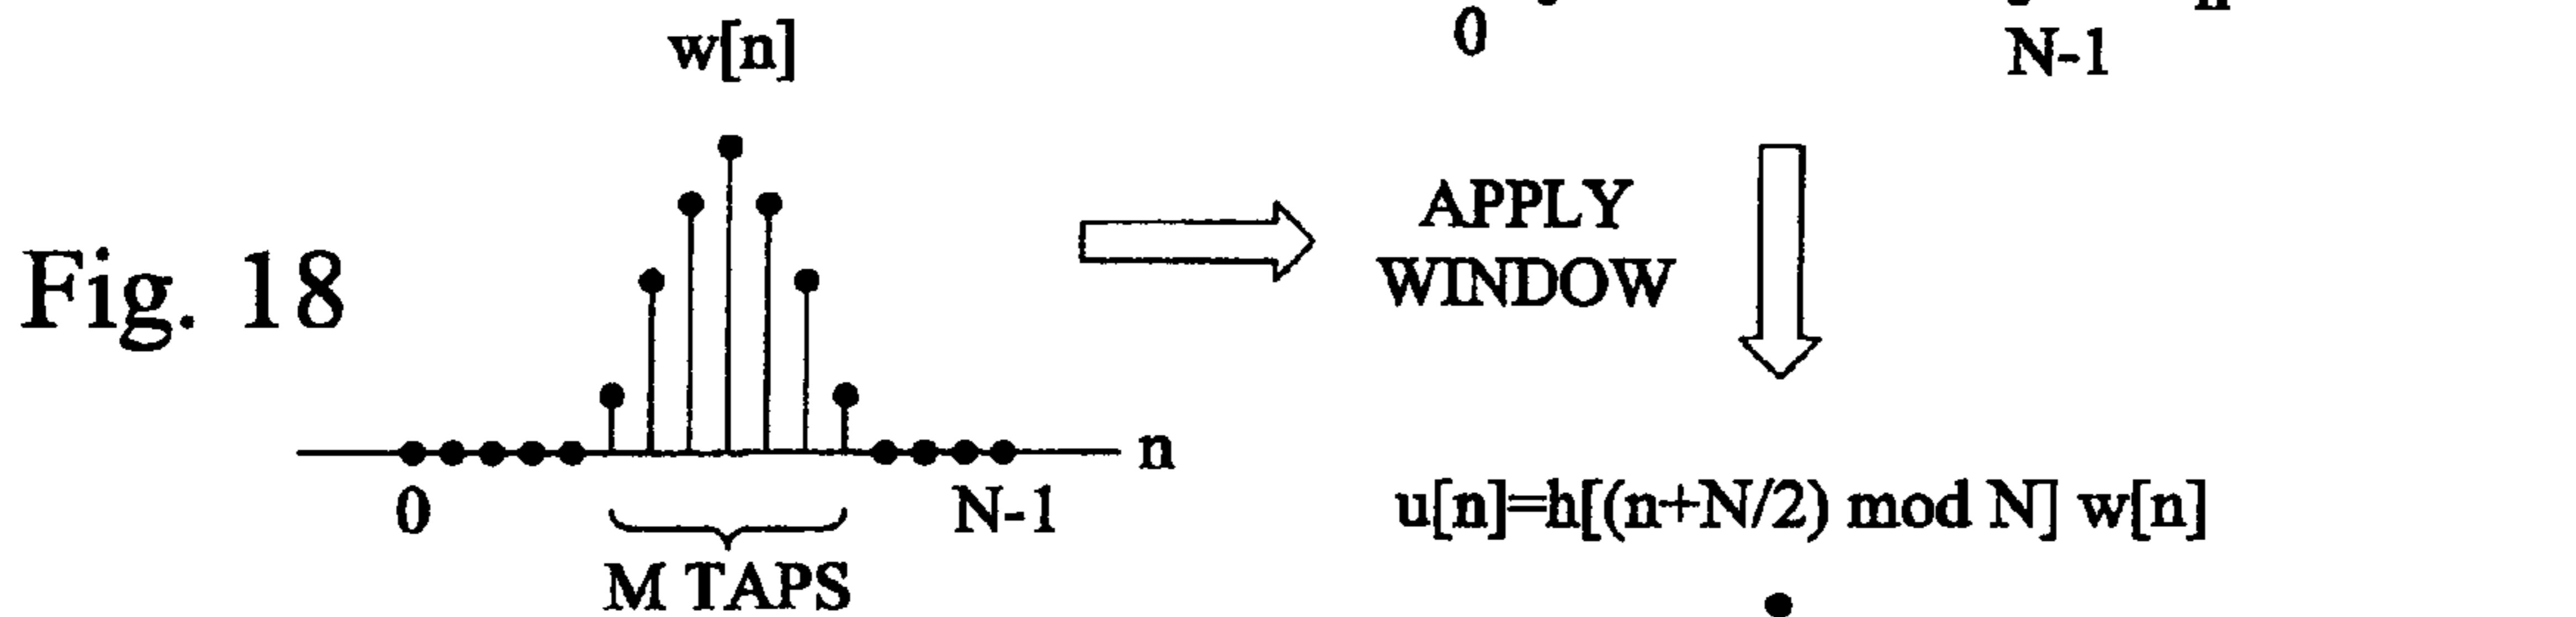 w[n]
0
N-1
n
Fig. 18
APPLY
WINDOW
n
0
N-1
M TAPS
u[n]=h[(n+N/2) mod N] w[n]